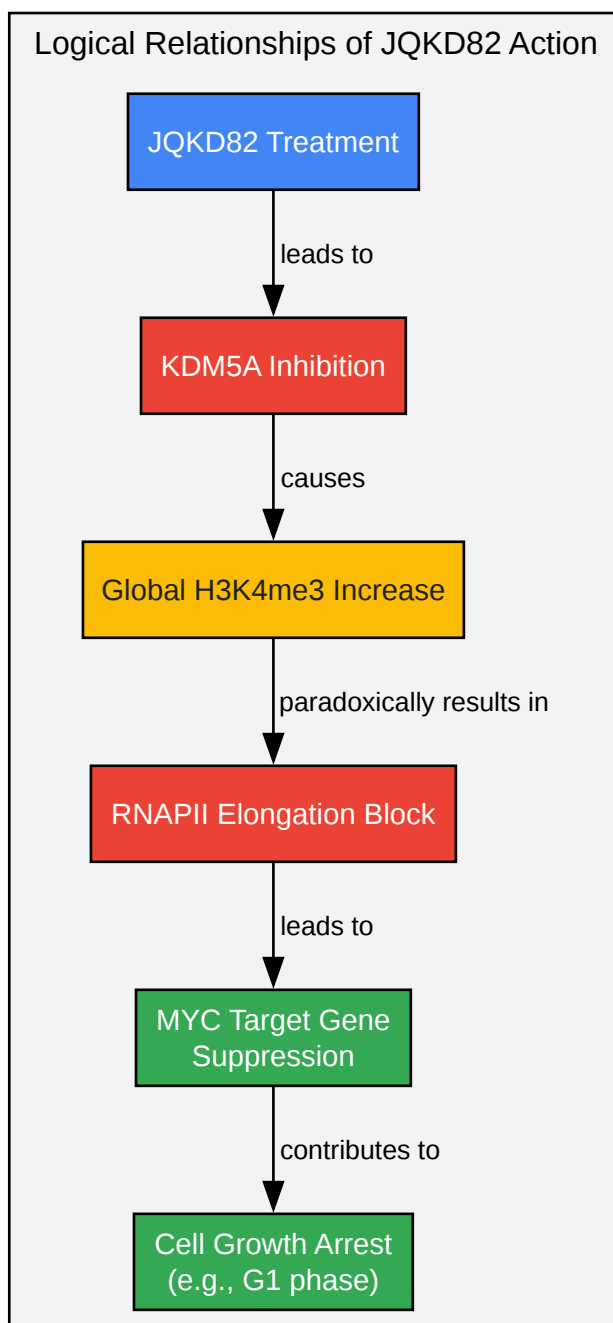 Logical Relationships of JQKD82 Action
JQKD82 Treatment
leads to
KDM5A Inhibition
causes
Global H3K4me3 Increase
paradoxically results in
RNAPII Elongation Block
leads to
MYC Target Gene
Suppression
contributes to
Cell Growth Arrest
(e.g., G1 phase)